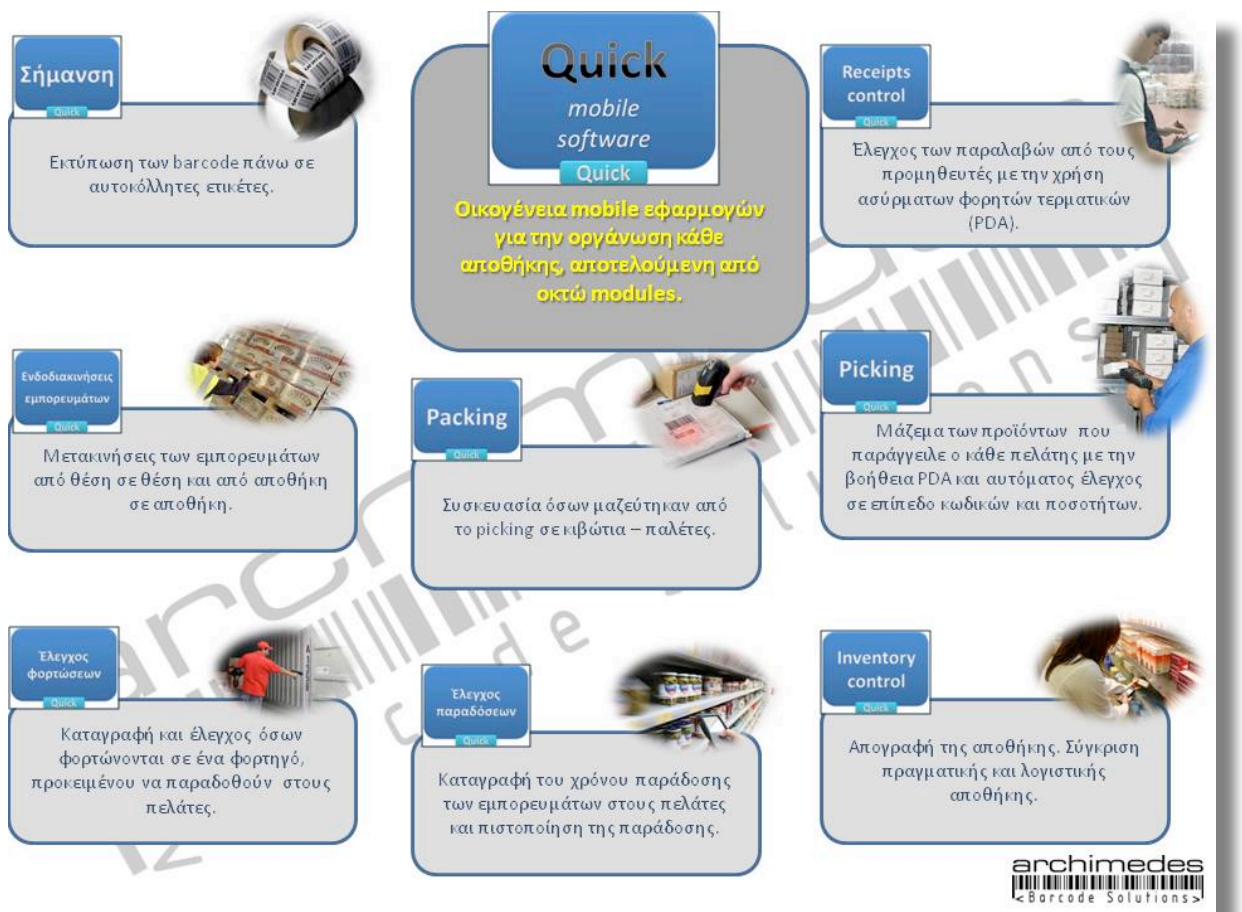 Σήμανση
Quick
Εκτύπωση των barcode πάνω σε
αυτοκόλλητες ετικέτες.
Quick
mobile
software
Quick
Οικογένεια mobile εφαρμογών
για την οργάνωση κάθε
αποθήκης, αποτελούμενη από
οκτώ modules.
Receipts
control
Quick
Έλεγχος των παραλαβών από τους
προμηθευτές με την χρήση
ασύρματων φορητών τερματικών
(PDA).
Ενδοδιακινήσεις
εμπορευμάτων
Quick
Μετακινήσεις των εμπορευμάτων
από θέση σε θέση και από αποθήκη
σε αποθήκη.
Packing
Quick
Συσκευασία όσων μαζεύτηκαν από
το picking σε κιβώτια – παλέτες.
Picking
Quick
Μάζεμα των προϊόντων που
παράγγειλε ο κάθε πελάτης με την
βοήθεια PDA και αυτόματος έλεγχος
σε επίπεδο κωδικών και ποσοτήτων.
Έλεγχος
φορτώσεων
Quick
Καταγραφή και έλεγχος όσων
φορτώνονται σε ένα φορτηγό,
προκειμένου να παραδοθούν στους
πελάτες.
Έλεγχος
παραδόσεων
Quick
Καταγραφή του χρόνου παράδοσης
των εμπορευμάτων στους πελάτες
και πιστοποίηση της παράδοσης.
Inventory
control
Quick
Απογραφή της αποθήκης. Σύγκριση
πραγματικής και λογιστικής
αποθήκης.
archimedes
<Barcode Solutions>